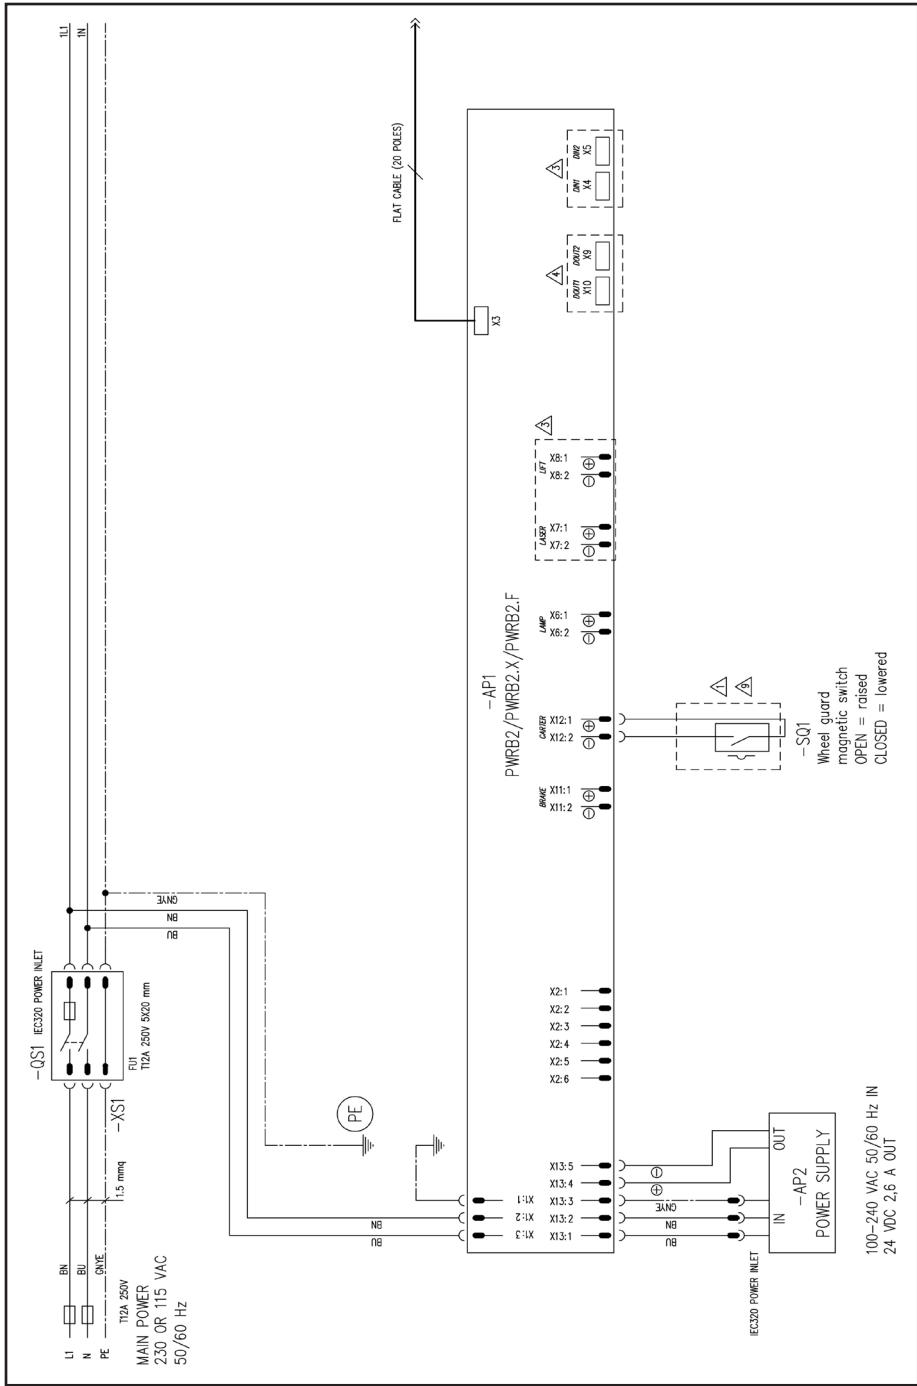 1L1
1N
FLAT CABLE (20 POLES)
X3
3
DIN2
X5
DIN1
X4
4
DOUT2
X9
DOUT1
X10
3
X8:1
LIFT
X8:2
X7:1
LASER
X7:2
X6:1
LAMP
X6:2
-AP1
PWRB2/PWRB2.X/PWRB2.F
X12:1
CARTER
X12:2
X11:1
BRAKE
X11:2
1
9
-SQ1
Wheel guard
magnetic switch
OPEN = raised
CLOSED = lowered
GNYE
BN
BU
-QS1
IEC320 POWER INLET
FU1
T12A 250V 5X20 mm
-XS1
1.5 mmq
PE
X2:1
X2:2
X2:3
X2:4
X2:5
X2:6
BN
BU
GNYE
L1
N
PE
T12A 250V
MAIN POWER
230 OR 115 VAC
50/60 Hz
BN
BU
X1:1
X1:2
X1:3
X13:5
X13:4
X13:3
X13:2
X13:1
GNYE
BN
BU
IEC320 POWER INLET
OUT
IN
-AP2
POWER SUPPLY
100-240 VAC 50/60 Hz IN
24 VDC 2,6 A OUT